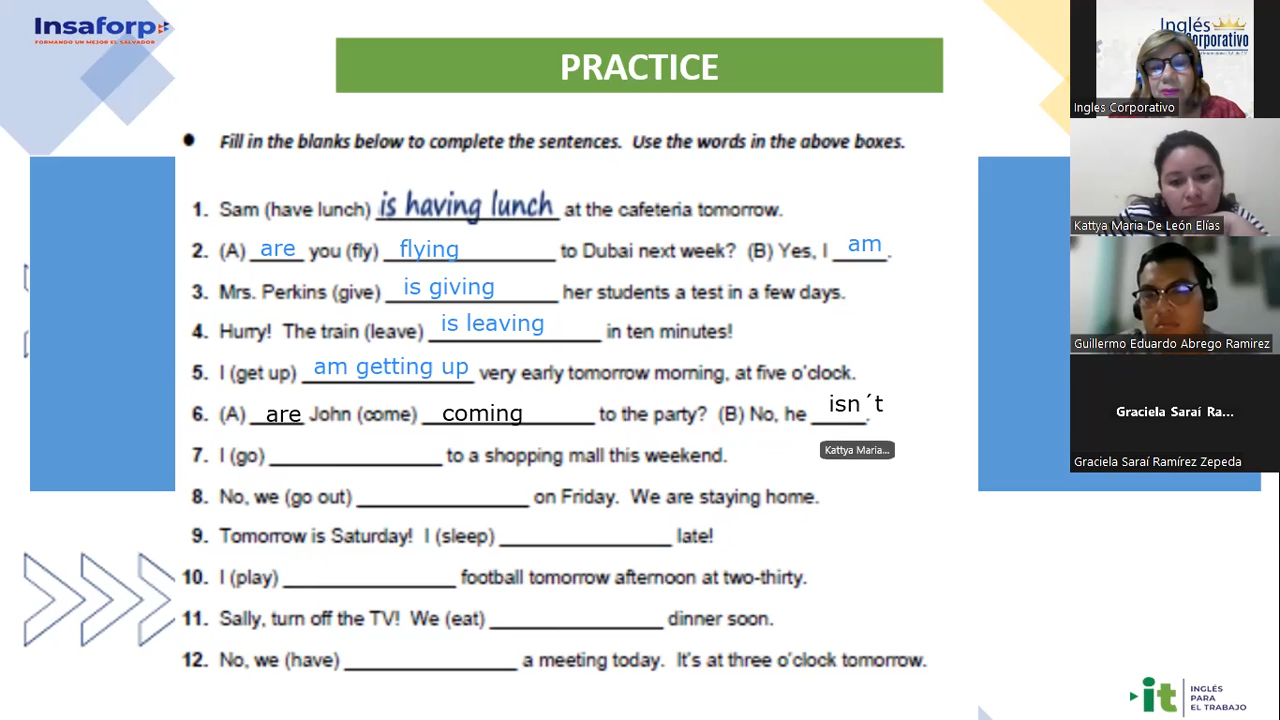 Insaforp
FORMANDO UN MEJOR EL SALVADOR
PRACTICE
Fill in the blanks below to complete the sentences. Use the words in the above boxes.
1. Sam (have lunch) is having lunch at the cafeteria tomorrow.
2. (A) are you (fly) flying to Dubai next week? (B) Yes, I am.
3. Mrs. Perkins (give) is giving her students a test in a few days.
4. Hurry! The train (leave) is leaving in ten minutes!
5. I (get up) am getting up very early tomorrow morning, at five o'clock.
6. (A) are John (come) coming to the party? (B) No, he isn´t.
Kattya Maria...
7. I (go) ____ to a shopping mall this weekend.
8. No, we (go out) ____ on Friday. We are staying home.
9. Tomorrow is Saturday! I (sleep) ____ late!
10. I (play) ____ football tomorrow afternoon at two-thirty.
11. Sally, turn off the TV! We (eat) ____ dinner soon.
12. No, we (have) ____ a meeting today. It's at three o'clock tomorrow.
Inglés
Corporativo
Ingles Corporativo
Kattya Maria De León Elías
Guillermo Eduardo Abrego Ramirez
Graciela Saraí Ra...
Graciela Saraí Ramírez Zepeda
it
INGLÉS
PARA
EL TRABAJO